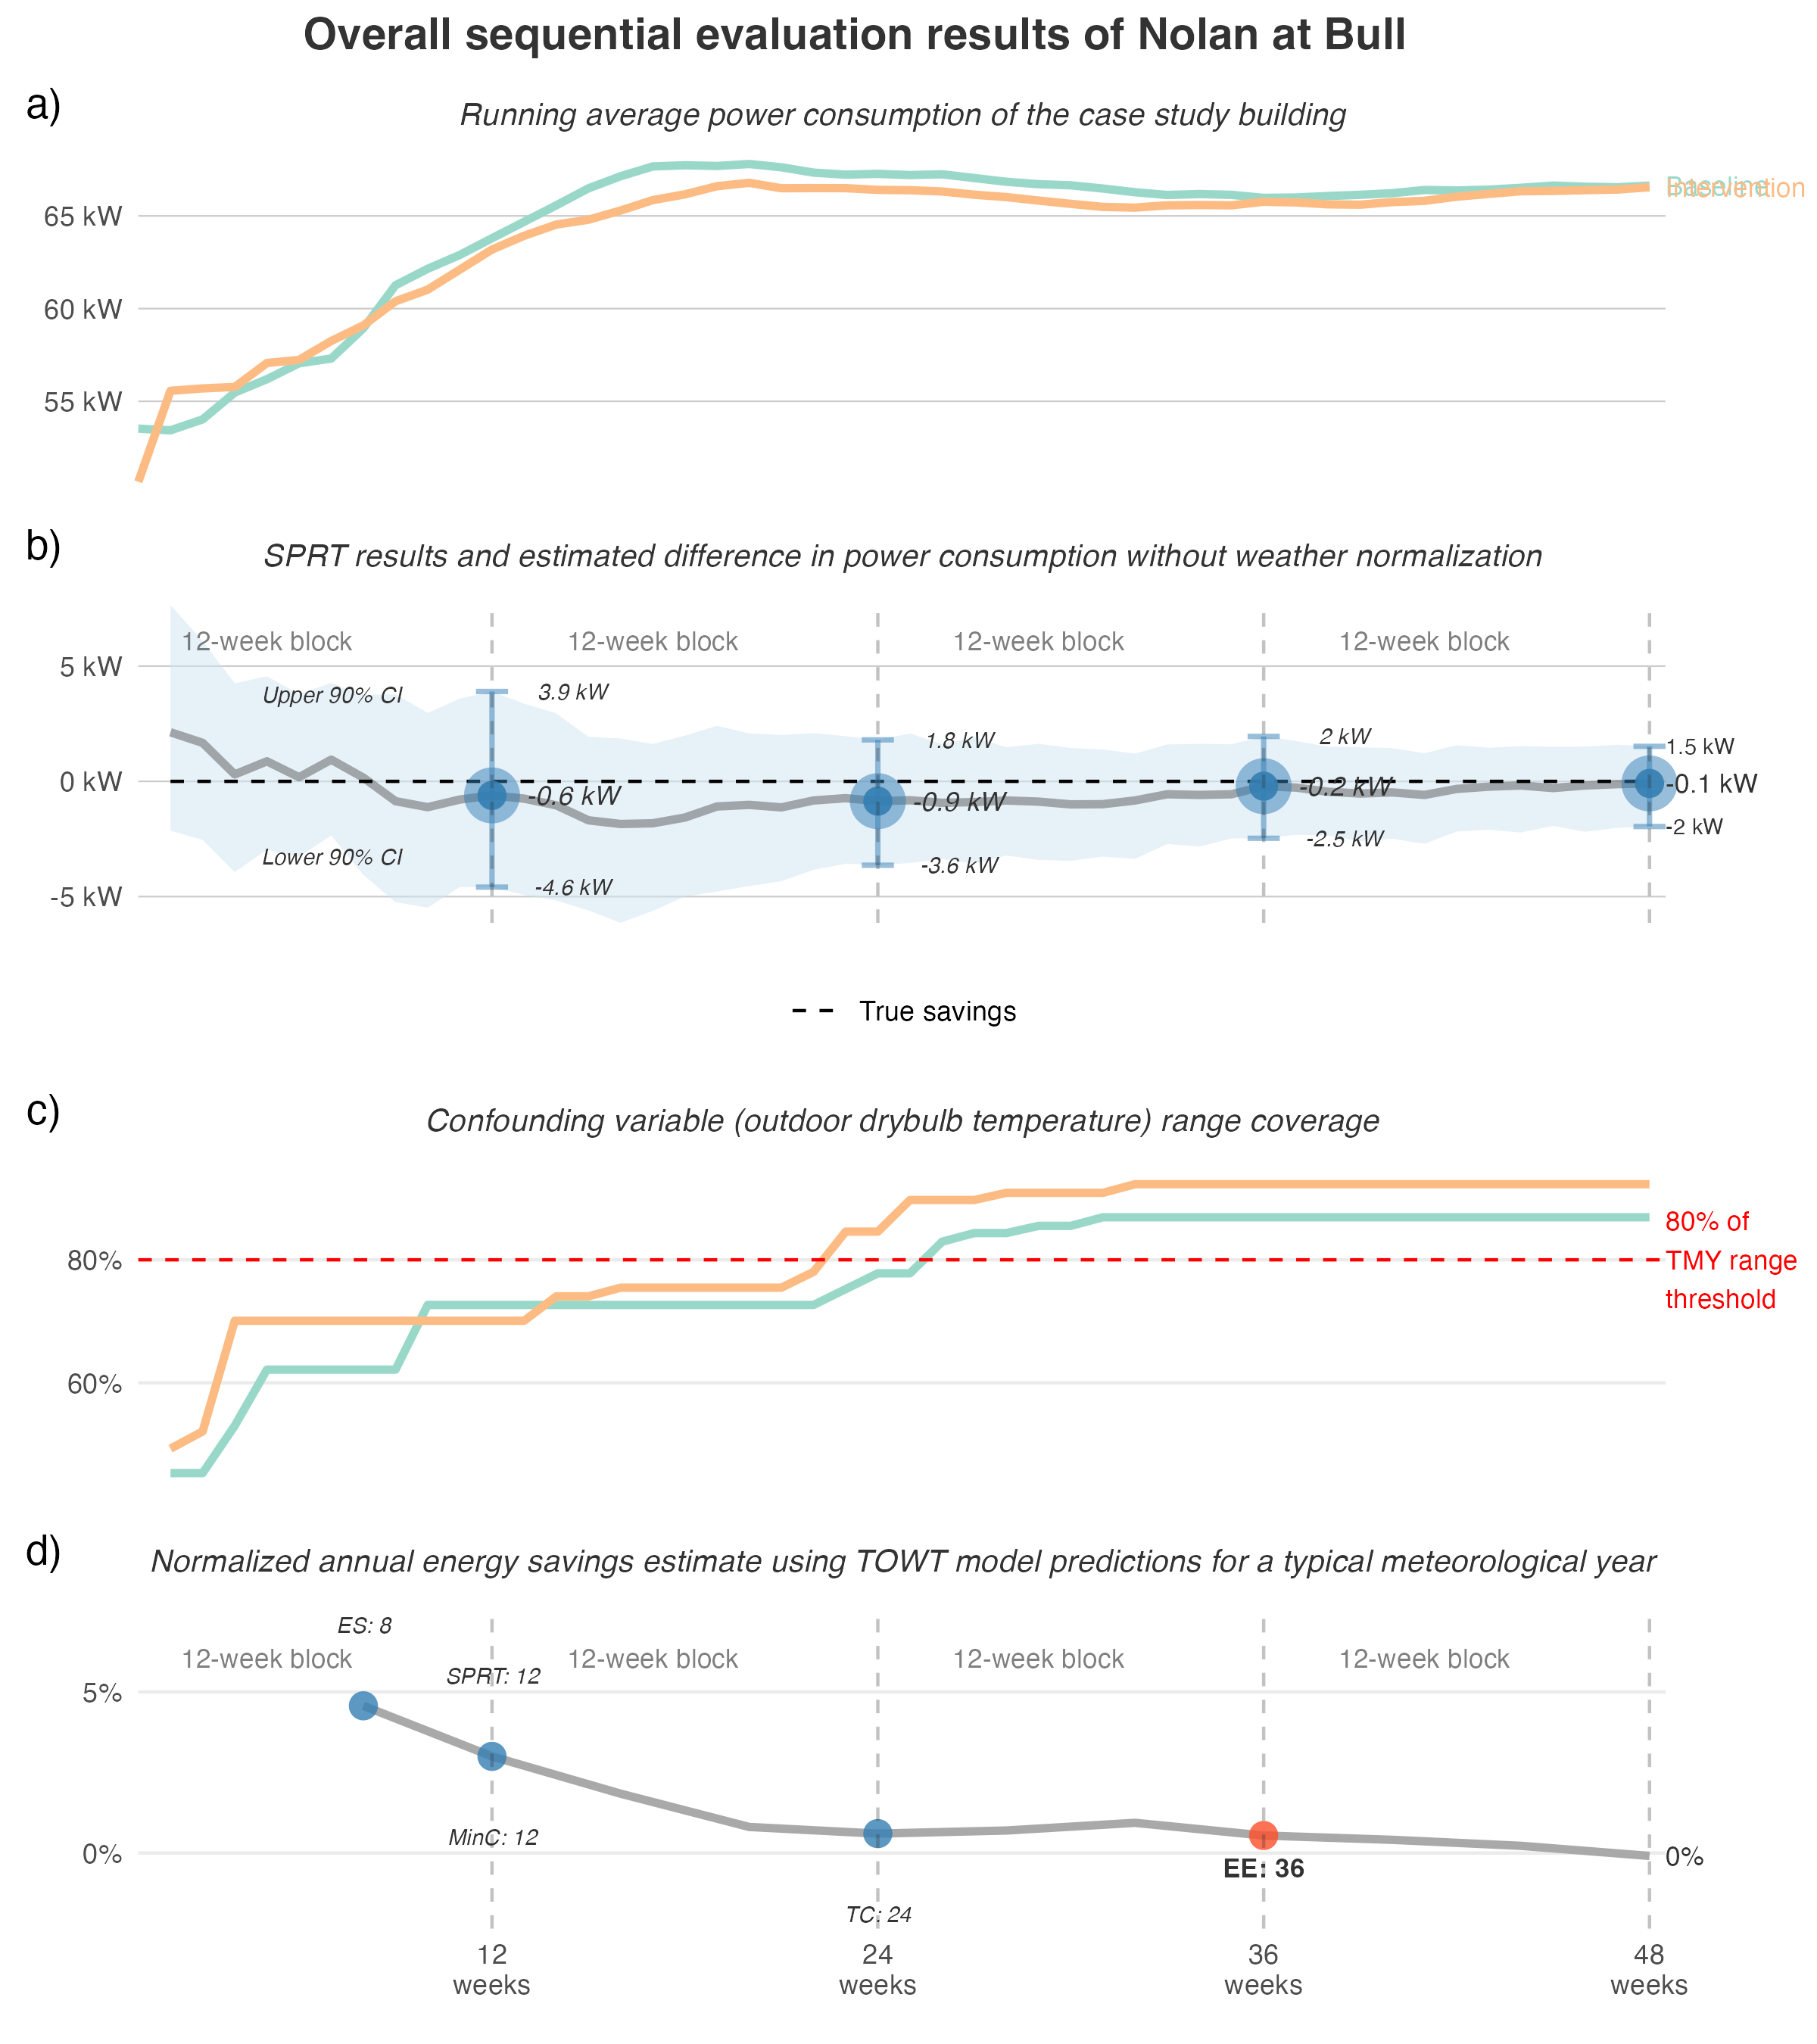 Overall sequential evaluation results of Nolan at Bull
a)
Running average power consumption of the case study building
Baseline
Intervention
65 kW
60 kW
55 kW
b)
SPRT results and estimated difference in power consumption without weather normalization
12-week block
12-week block
12-week block
12-week block
5 kW
Upper 90% CI
3.9 kW
1.8 kW
2 kW
1.5 kW
0 kW
-0.6 kW
-0.9 kW
-0.2 kW
-0.1 kW
Lower 90% CI
-4.6 kW
-3.6 kW
-2.5 kW
-2 kW
-5 kW
True savings
c)
Confounding variable (outdoor drybulb temperature) range coverage
80%
60%
80% of
TMY range
threshold
d)
Normalized annual energy savings estimate using TOWT model predictions for a typical meteorological year
ES: 8
12-week block
12-week block
12-week block
12-week block
SPRT: 12
5%
MinC: 12
0%
EE: 36
0%
TC: 24
12
weeks
24
weeks
36
weeks
48
weeks